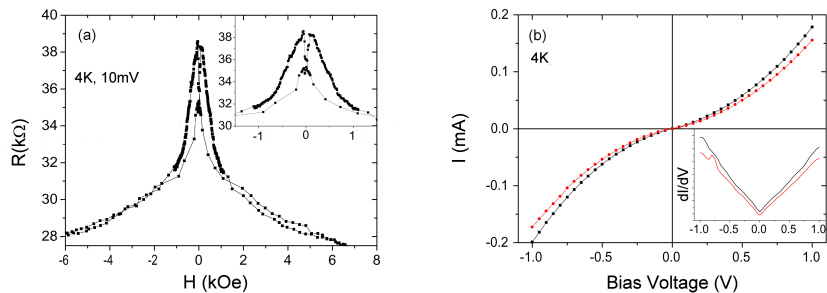 (a)
4K, 10mV
R(kΩ)
40
38
36
34
32
30
28
-6 -4 -2 0 2 4 6 8
H (kOe)
38
36
34
32
30
-1 0 1
(b)
4K
I (mA)
0.2
0.1
0.0
-0.1
-0.2
-1.0 -0.5 0.0 0.5 1.0
Bias Voltage (V)
dI/dV
-1.0 -0.5 0.0 0.5 1.0